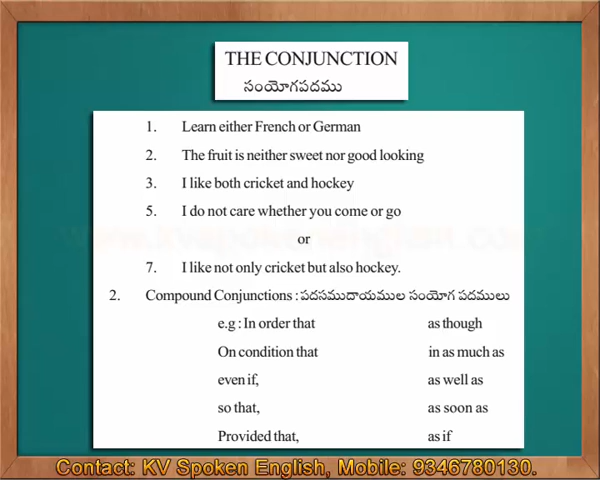 THE CONJUNCTION
సంయోగపదము
1. Learn either French or German
2. The fruit is neither sweet nor good looking
3. I like both cricket and hockey
5. I do not care whether you come or go
or
7. I like not only cricket but also hockey.
2. Compound Conjunctions : పదసముదాయముల సంయోగ పదములు
e.g : In order that as though
On condition that in as much as
even if, as well as
so that, as soon as
Provided that, as if
Contact: KV Spoken English, Mobile: 9346780130.